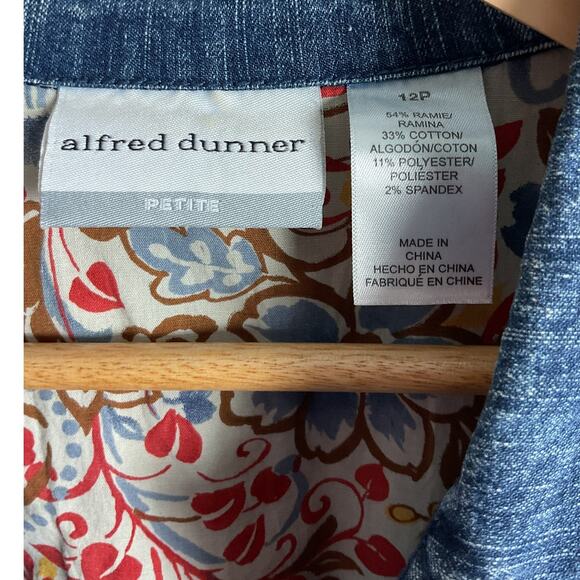 alfred dunner
PETITE
12P
54% RAMIE/
RAMINA
33% COTTON/
ALGODÓN/COTON
11% POLYESTER/
POLIÉSTER
2% SPANDEX
MADE IN
CHINA
HECHO EN CHINA
FABRIQUÉ EN CHINE